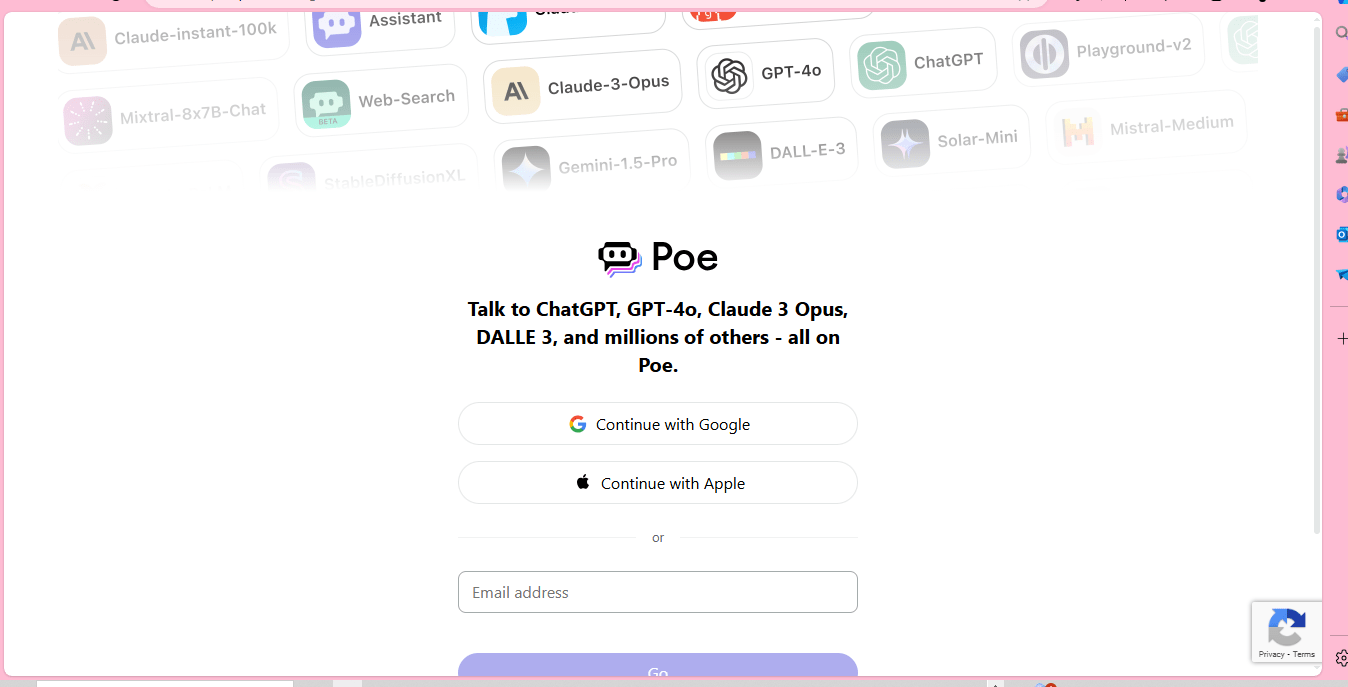 Claude-instant-100k
Assistant
Mixtral-8x7B-Chat
Web-Search
BETA
Claude-3-Opus
GPT-4o
ChatGPT
Playground-v2
StableDiffusionXL
Gemini-1.5-Pro
DALL-E-3
Solar-Mini
Mistral-Medium
Poe
Talk to ChatGPT, GPT-4o, Claude 3 Opus,
DALLE 3, and millions of others - all on
Poe.
Continue with Google
Continue with Apple
or
Email address
Go
Privacy - Terms